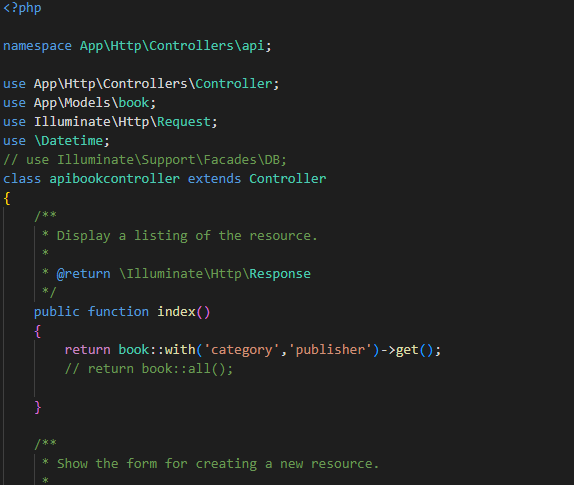 <?php
namespace App\Http\Controllers\api;
use App\Http\Controllers\Controller;
use App\Models\book;
use Illuminate\Http\Request;
use \Datetime;
// use Illuminate\Support\Facades\DB;
class apibookcontroller extends Controller
{
/**
* Display a listing of the resource.
*
* @return \Illuminate\Http\Response
*/
public function index()
{
return book::with('category','publisher')->get();
// return book::all();
}
/**
* Show the form for creating a new resource.
*